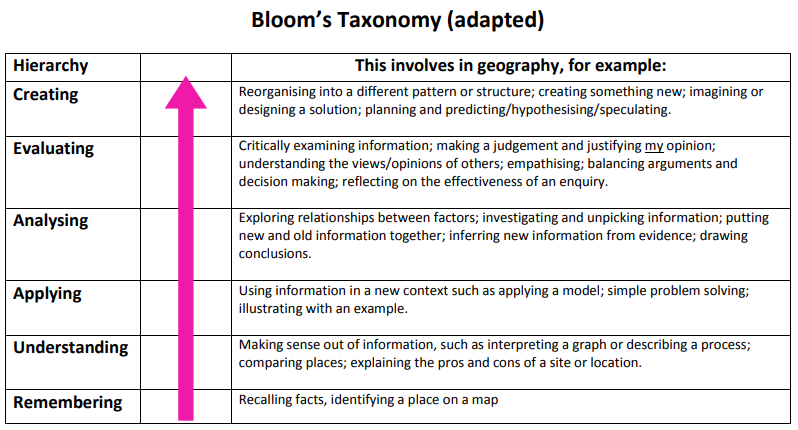 Bloom’s Taxonomy (adapted)
Hierarchy
This involves in geography, for example:
Creating
Reorganising into a different pattern or structure; creating something new; imagining or
designing a solution; planning and predicting/hypothesising/speculating.
Evaluating
Critically examining information; making a judgement and justifying my opinion;
understanding the views/opinions of others; empathising; balancing arguments and
decision making; reflecting on the effectiveness of an enquiry.
Analysing
Exploring relationships between factors; investigating and unpicking information; putting
new and old information together; inferring new information from evidence; drawing
conclusions.
Applying
Using information in a new context such as applying a model; simple problem solving;
illustrating with an example.
Understanding
Making sense out of information, such as interpreting a graph or describing a process;
comparing places; explaining the pros and cons of a site or location.
Remembering
Recalling facts, identifying a place on a map